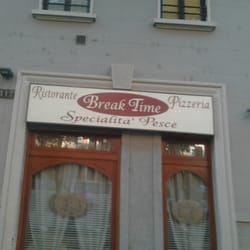 Ristorante Break Time Pizzeria
Specialita' Pesce